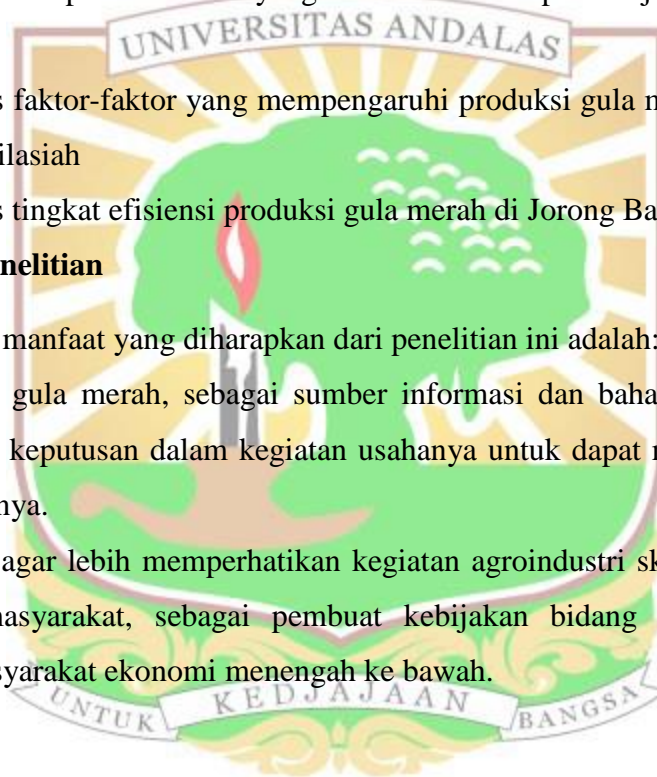 UNIVERSITAS ANDALAS
faktor-faktor yang mempengaruhi produksi gula
ilasiah
tingkat efisiensi produksi gula merah di Jorong Ba
nelitian
manfaat yang diharapkan dari penelitian ini adalah:
gula merah, sebagai sumber informasi dan baha
keputusan dalam kegiatan usahanya untuk dapat
nya.
agar lebih memperhatikan kegiatan agroindustri sk
masyarakat, sebagai pembuat kebijakan bidang
syarakat ekonomi menengah ke bawah.
UNTUK KEDJAJAAN BANGSA